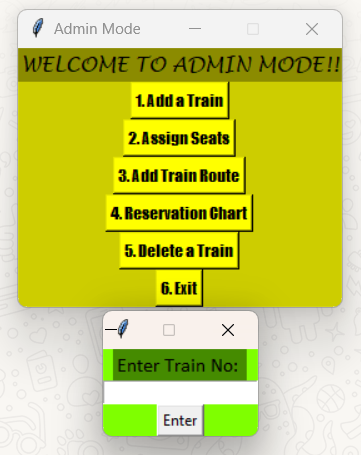 Admin Mode
WELCOME TO ADMIN MODE!!
1. Add a Train
2. Assign Seats
3. Add Train Route
4. Reservation Chart
5. Delete a Train
6. Exit
Enter Train No:
Enter